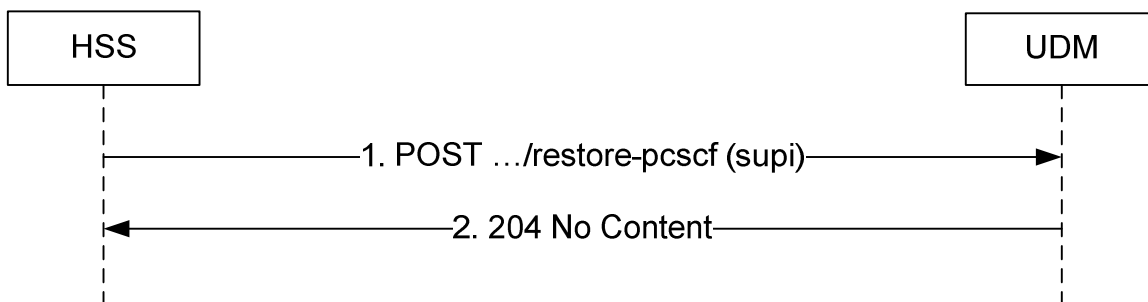 HSS
UDM
1. POST …/restore-pcscf (supi)
2. 204 No Content